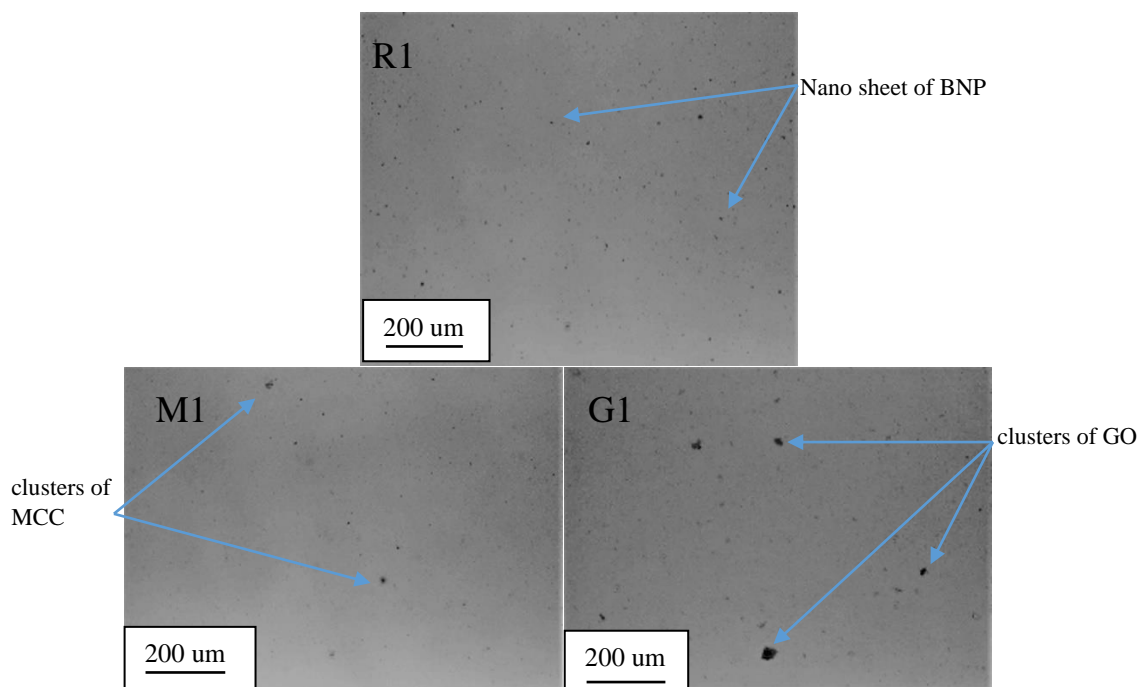 R1
Nano sheet of BNP
200 um
M1
G1
clusters of GO
clusters of
MCC
200 um
200 um